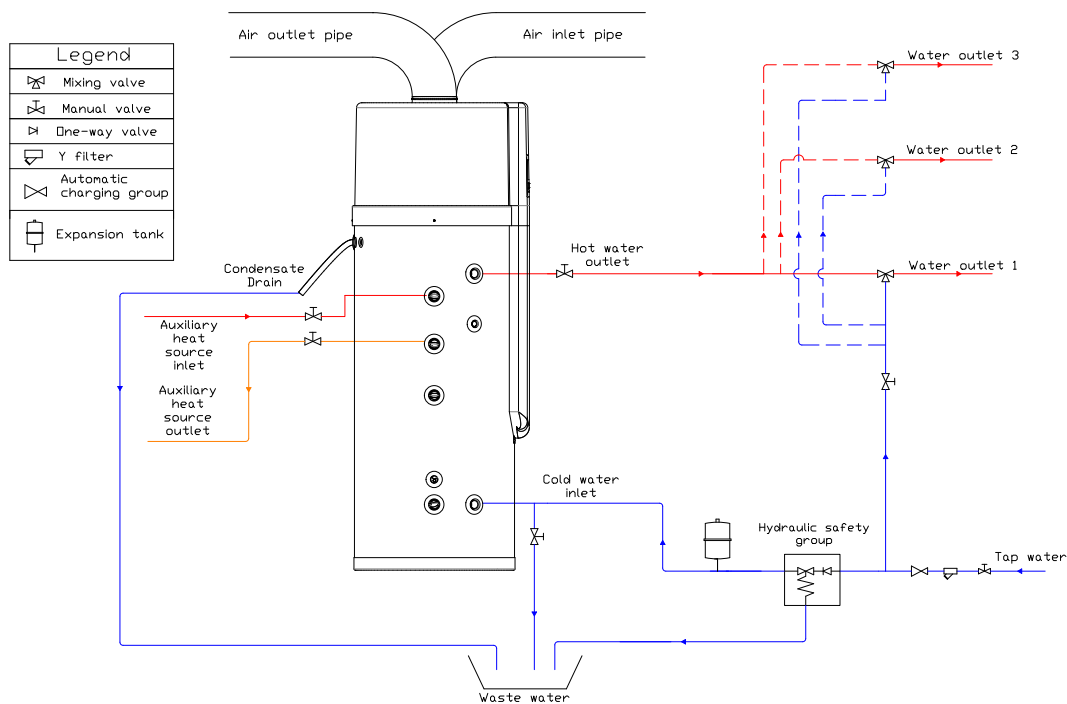 Air outlet pipe
Air inlet pipe
Legend
Mixing valve
Manual valve
One-way valve
Y filter
Automatic
charging group
Expansion tank
Water outlet 3
Water outlet 2
Water outlet 1
Hot water
outlet
Condensate
Drain
Auxiliary
heat
source
inlet
Auxiliary
heat
source
outlet
Cold water
inlet
Hydraulic safety
group
Tap water
Waste water